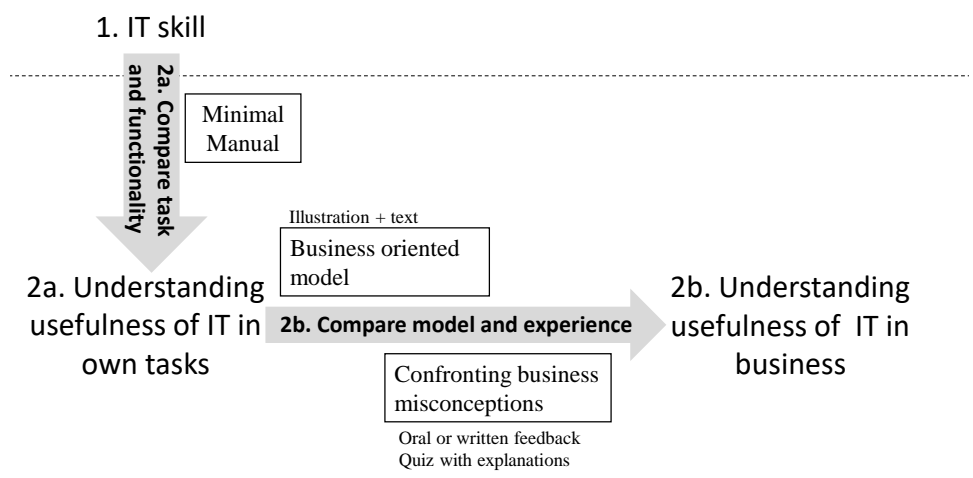 1. IT skill
2a. Compare task
and functionality
Minimal
Manual
Illustration + text
Business oriented
model
2a. Understanding
usefulness of IT in
own tasks
2b. Compare model and experience
2b. Understanding
usefulness of  IT in
business
Confronting business
misconceptions
Oral or written feedback
Quiz with explanations